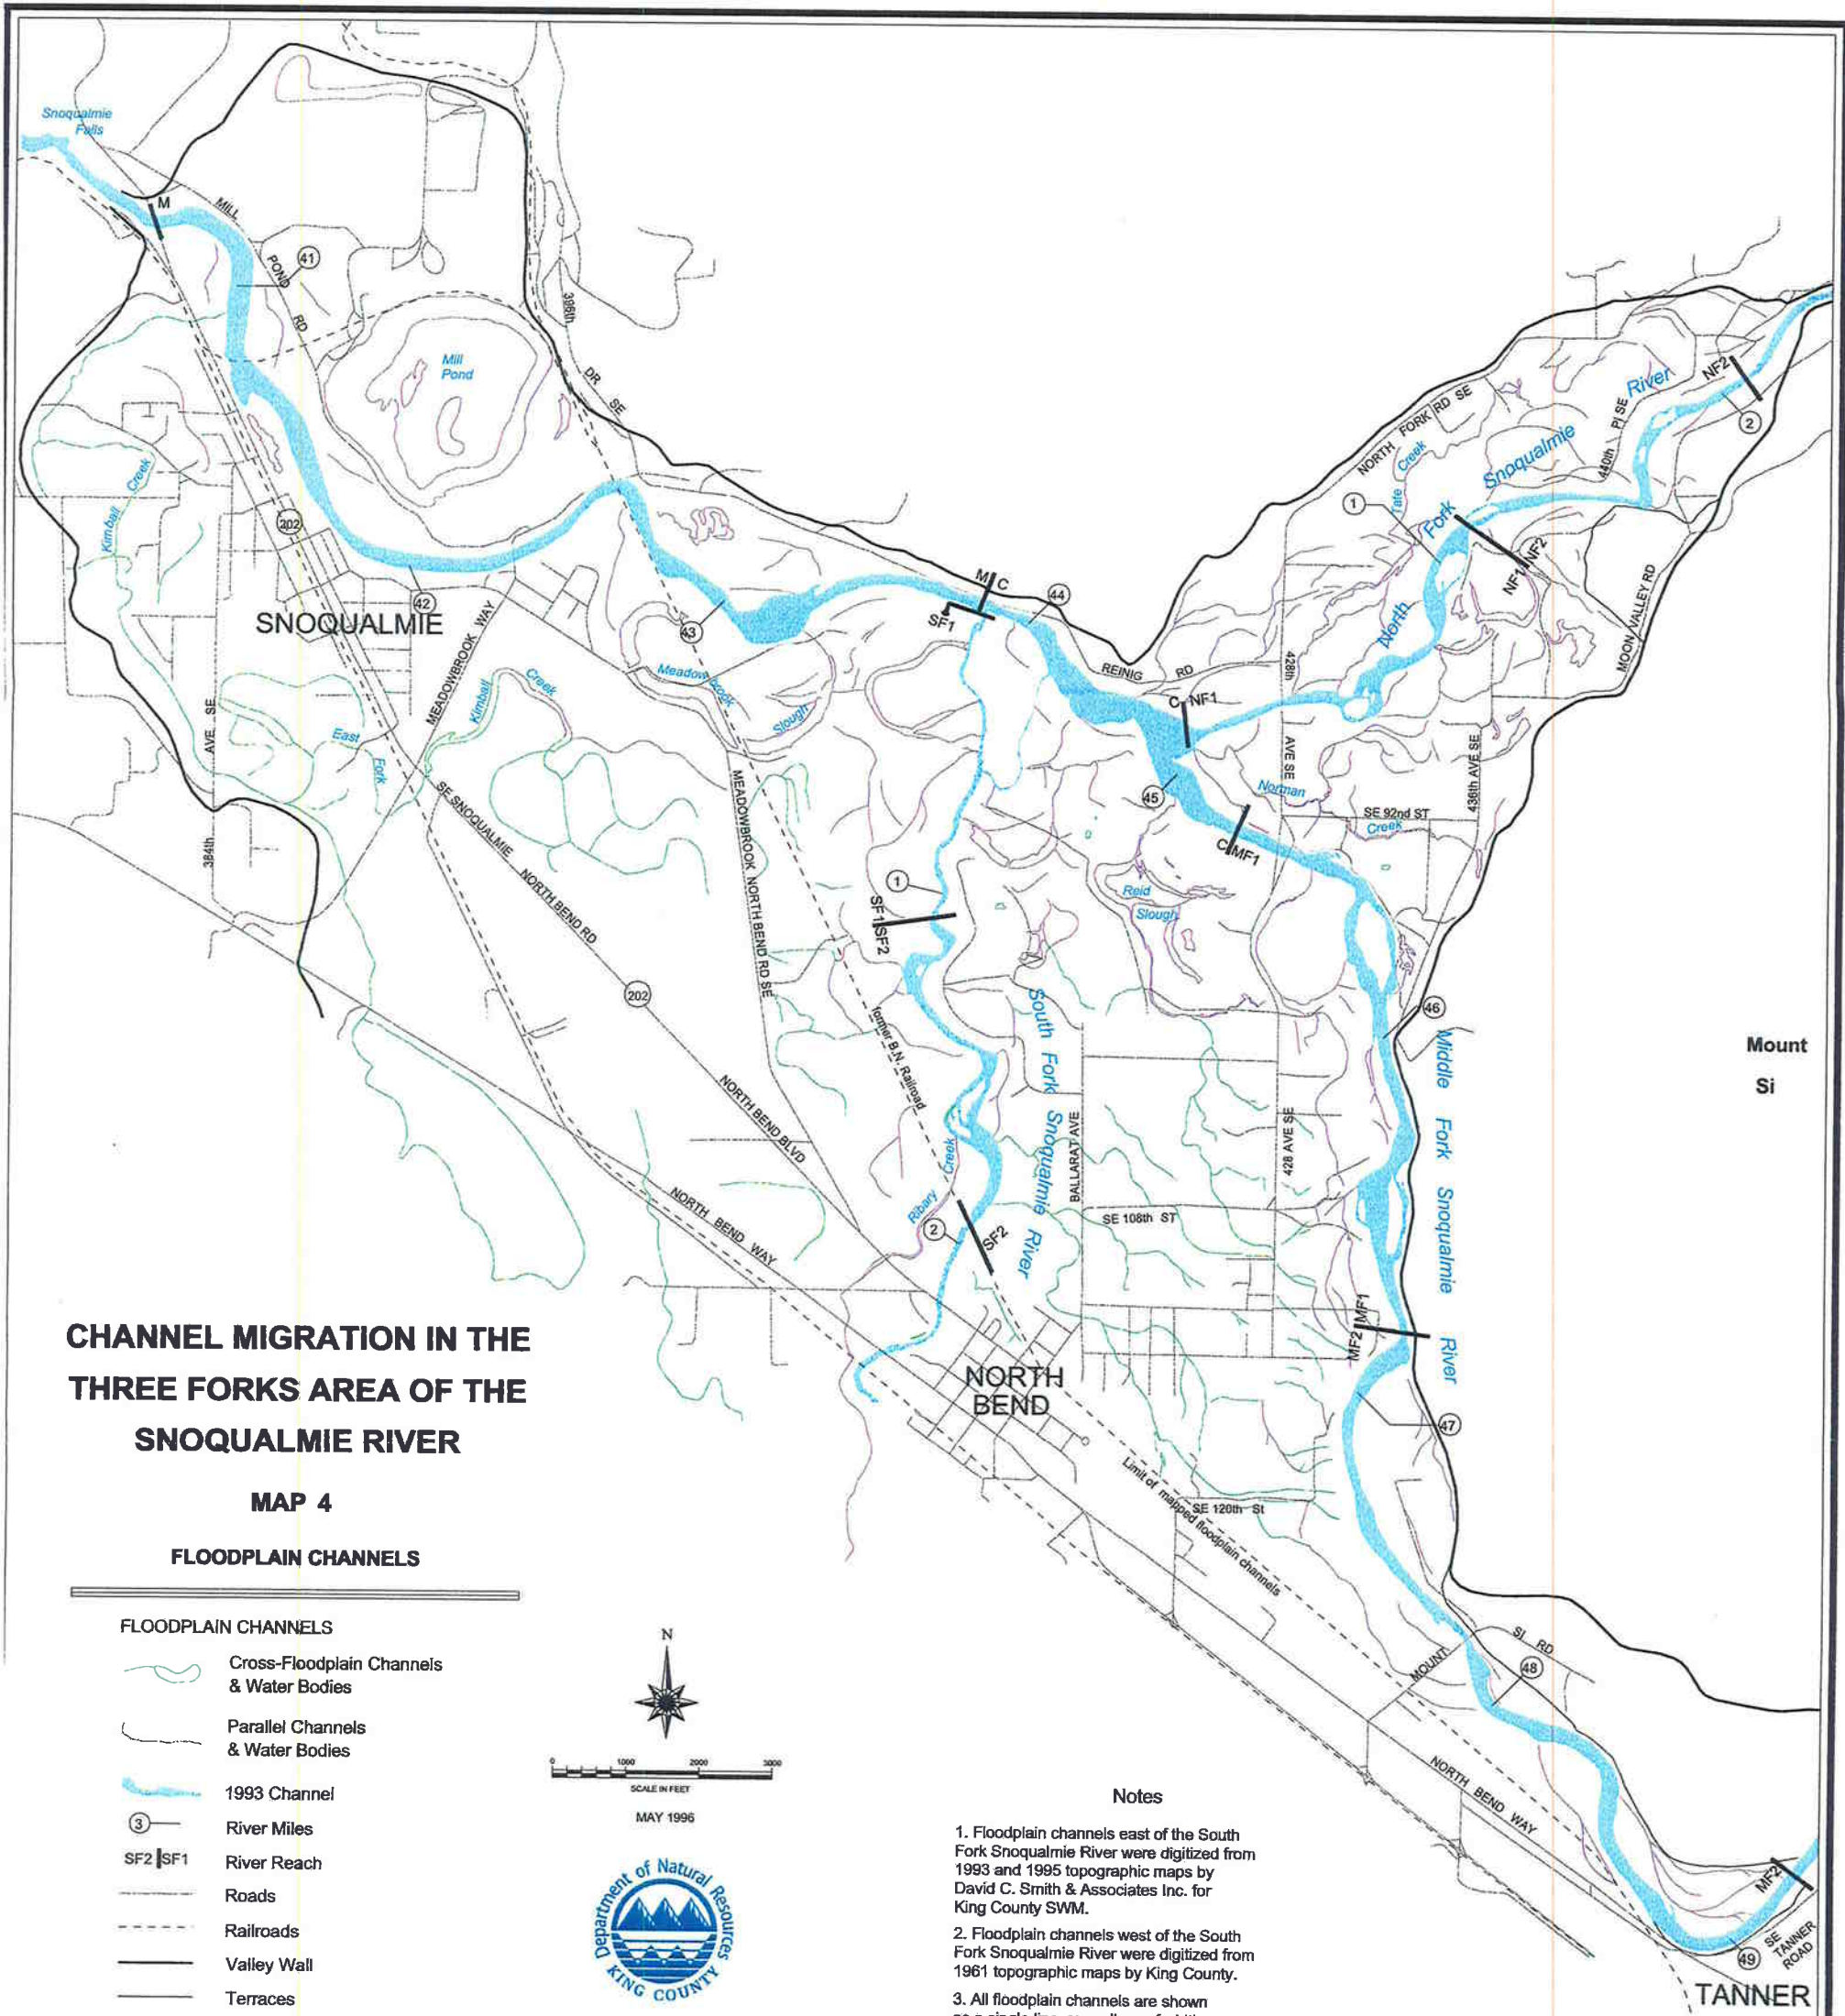 Snoqualmie
Falls
M
MILL
POND
RD
41
396th
DR SE
Mill
Pond
Kimball Creek
202
SNOQUALMIE
42
MEADOWBROOK WAY
Kimball Creek
East Fork
384th AVE SE
SE SNOQUALMIE NORTH BEND RD
202
NORTH BEND BLVD
NORTH BEND WAY
43
Meadowbrook
Slough
MEADOWBROOK NORTH BEND RD SE
former B.N. Railroad
M C
SF1
44
REINIG RD
C NF1
45
C MF1
Norman
Creek
SE 92nd ST
428th AVE SE
436th AVE SE
MOON VALLEY RD
North Fork Snoqualmie River
NORTH FORK RD SE
Tate Creek
440th Pl SE
NF2
2
1
NF1 NF2
Reid
Slough
1
SF1 SF2
South Fork Snoqualmie River
Ribary Creek
2
SF2
BALLARAT AVE
SE 108th ST
428 AVE SE
46
Middle Fork Snoqualmie River
Mount
Si
MF2 MF1
47
NORTH
BEND
Limit of mapped floodplain channels
SE 120th St
MOUNT SI RD
48
NORTH BEND WAY
MF2
49
SE
TANNER
ROAD
TANNER
CHANNEL MIGRATION IN THE
THREE FORKS AREA OF THE
SNOQUALMIE RIVER
MAP 4
FLOODPLAIN CHANNELS
FLOODPLAIN CHANNELS
Cross-Floodplain Channels
& Water Bodies
Parallel Channels
& Water Bodies
1993 Channel
3 River Miles
SF2 SF1 River Reach
Roads
Railroads
Valley Wall
Terraces
N
0 1000 2000 3000
SCALE IN FEET
MAY 1996
Department of Natural Resources
KING COUNTY
Notes
1. Floodplain channels east of the South
Fork Snoqualmie River were digitized from
1993 and 1995 topographic maps by
David C. Smith & Associates Inc. for
King County SWM.
2. Floodplain channels west of the South
Fork Snoqualmie River were digitized from
1961 topographic maps by King County.
3. All floodplain channels are shown